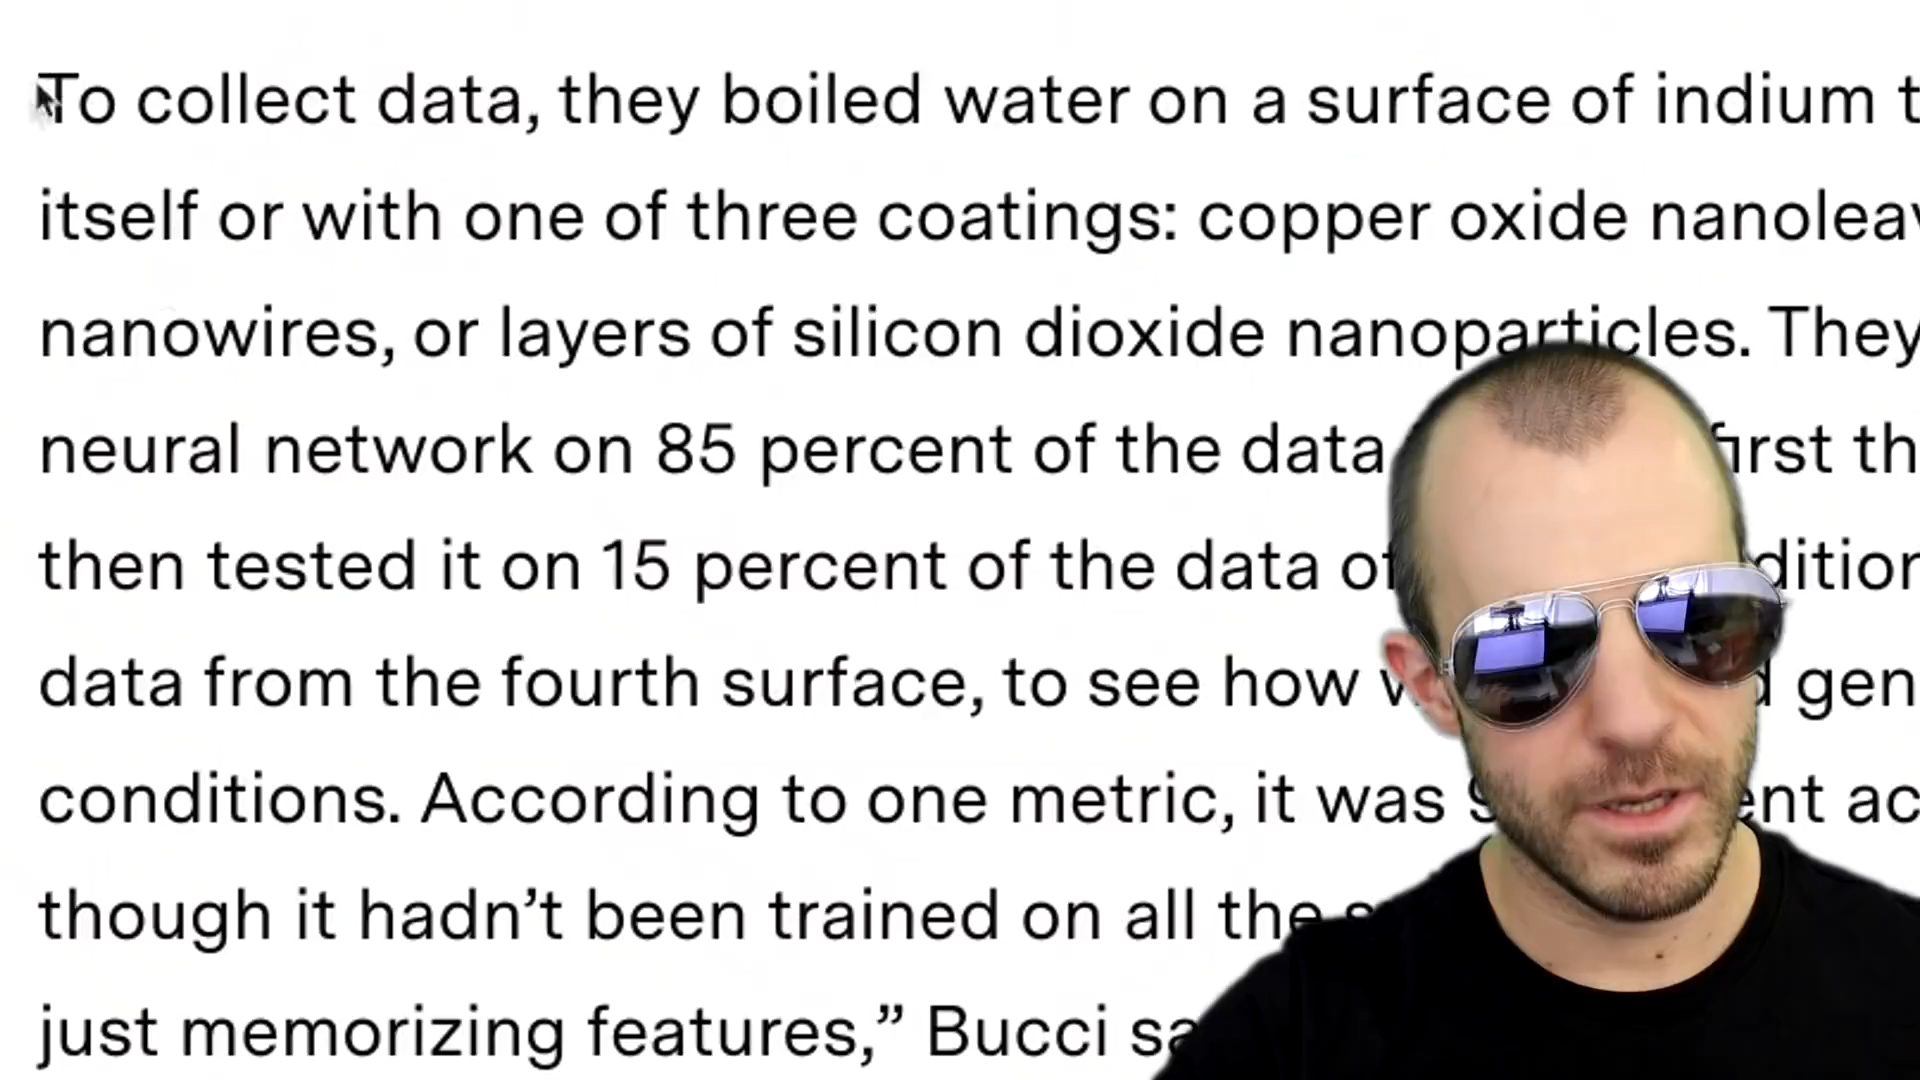 To collect data, they boiled water on a surface of indium
itself or with one of three coatings: copper oxide
nanowires, or layers of silicon dioxide nanoparticles. They
neural network on 85 percent of the data
then tested it on 15 percent of the data
data from the fourth surface, to see how
conditions. According to one metric, it was
though it hadn’t been trained on all the
just memorizing features,” Bucci